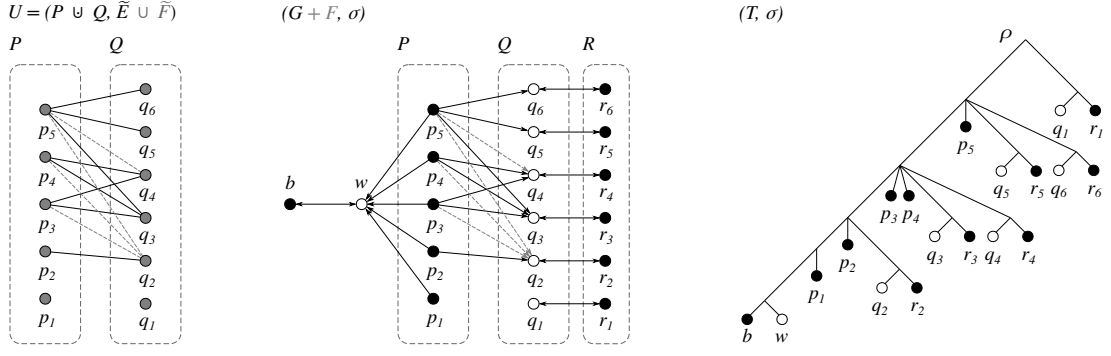 U = (P ⊍ Q, Ẽ ∪ F̃)
P Q
q6
p5
q5
p4
q4
p3
q3
p2
q2
p1
q1
(G + F, σ)
P Q R
q6 r6
p5
q5 r5
p4
q4 r4
b w
p3
q3 r3
p2
q2 r2
p1
q1 r1
(T, σ)
ρ
q1 r1
p5
q5 r5 q6 r6
p3 p4
q3 r3 q4 r4
p2
p1
q2 r2
b w